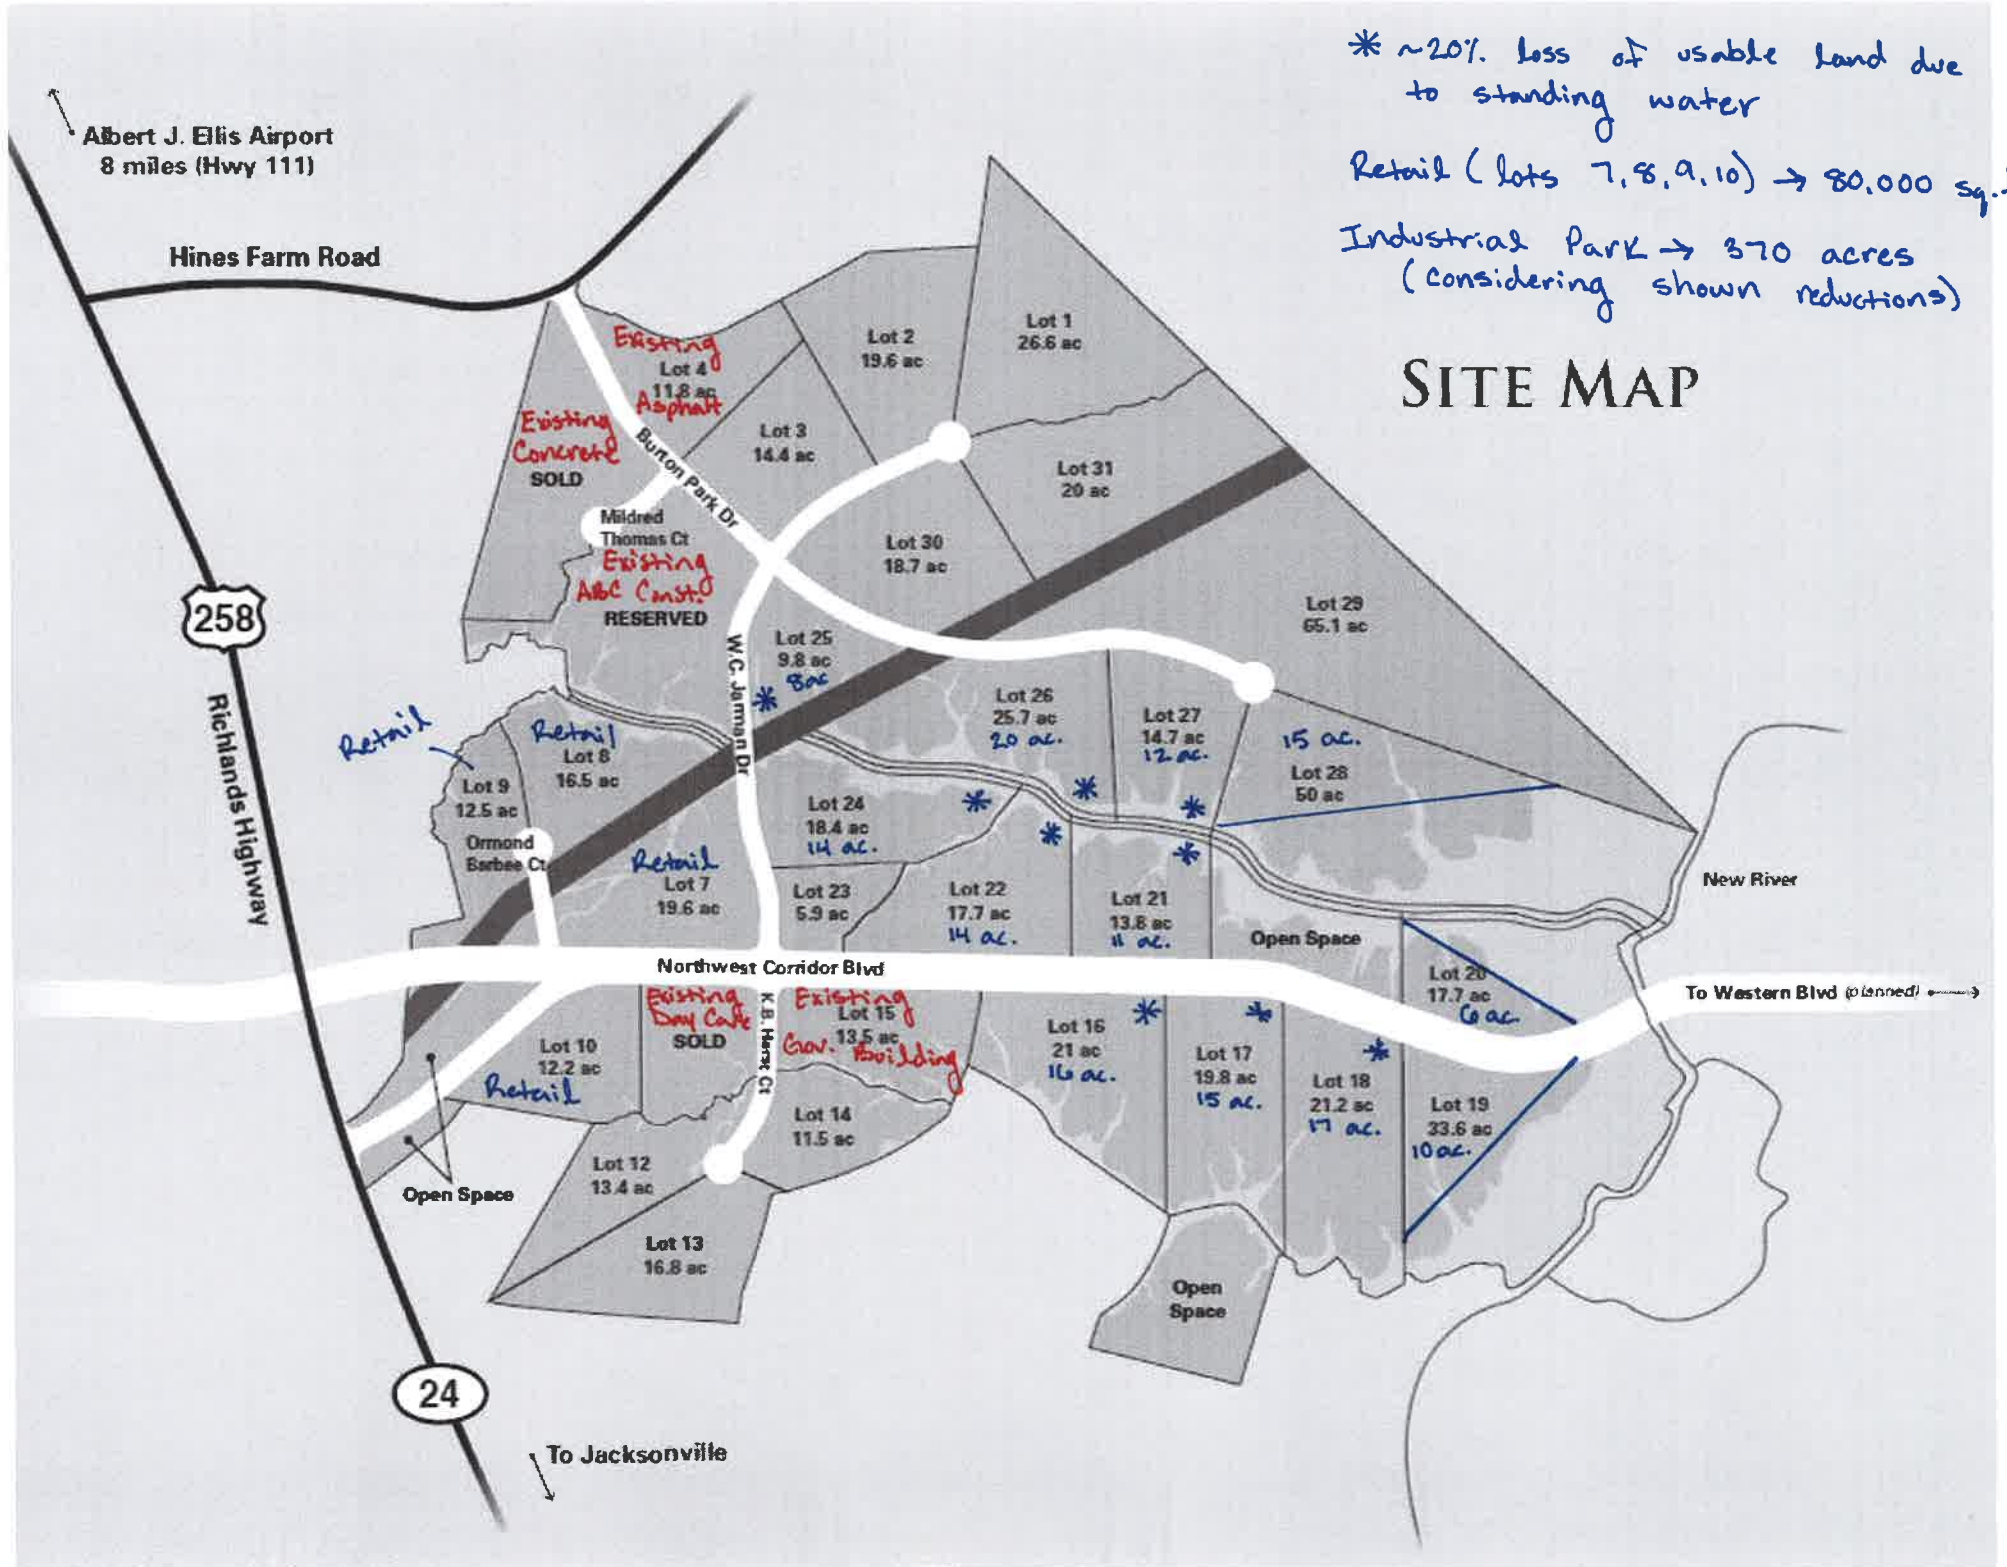 * ~20% loss of usable land due
to standing water
Retail (lots 7,8,9,10) → 80,000 sq.
Industrial Park → 370 acres
(considering shown reductions)
SITE MAP
Albert J. Ellis Airport
8 miles (Hwy 111)
Hines Farm Road
Existing
Lot 4
11.8 ac
Asphalt
Lot 2
19.6 ac
Lot 1
26.6 ac
Existing
Concrete
SOLD
Burton Park Dr
Lot 3
14.4 ac
Lot 31
20 ac
Mildred
Thomas Ct
Existing
ABC Const.
RESERVED
Lot 30
18.7 ac
258
Richlands Highway
W.C. Jarman Dr
Lot 25
9.8 ac
* 8ac
Lot 29
65.1 ac
Lot 26
25.7 ac
20 ac.
*
Lot 27
14.7 ac
12 ac.
*
15 ac.
Lot 28
50 ac
Retail
Retail
Lot 8
16.5 ac
Lot 9
12.5 ac
Ormond
Barbee Ct
Retail
Lot 7
19.6 ac
*
Lot 24
18.4 ac
14 ac.
Lot 23
5.9 ac
*
Lot 22
17.7 ac
14 ac.
*
Lot 21
13.8 ac
11 ac.
New River
Open Space
Northwest Corridor Blvd
Lot 20
17.7 ac
6 ac.
To Western Blvd (planned)
Existing
Day Care
SOLD
K.B. Hurst Ct
Existing
Lot 15
13.5 ac
Gov. Building
Lot 10
12.2 ac
Retail
Open Space
*
Lot 16
21 ac
16 ac.
*
Lot 17
19.8 ac
15 ac.
*
Lot 18
21.2 ac
17 ac.
Lot 19
33.6 ac
10 ac.
Lot 14
11.5 ac
Lot 12
13.4 ac
Lot 13
16.8 ac
Open
Space
24
To Jacksonville